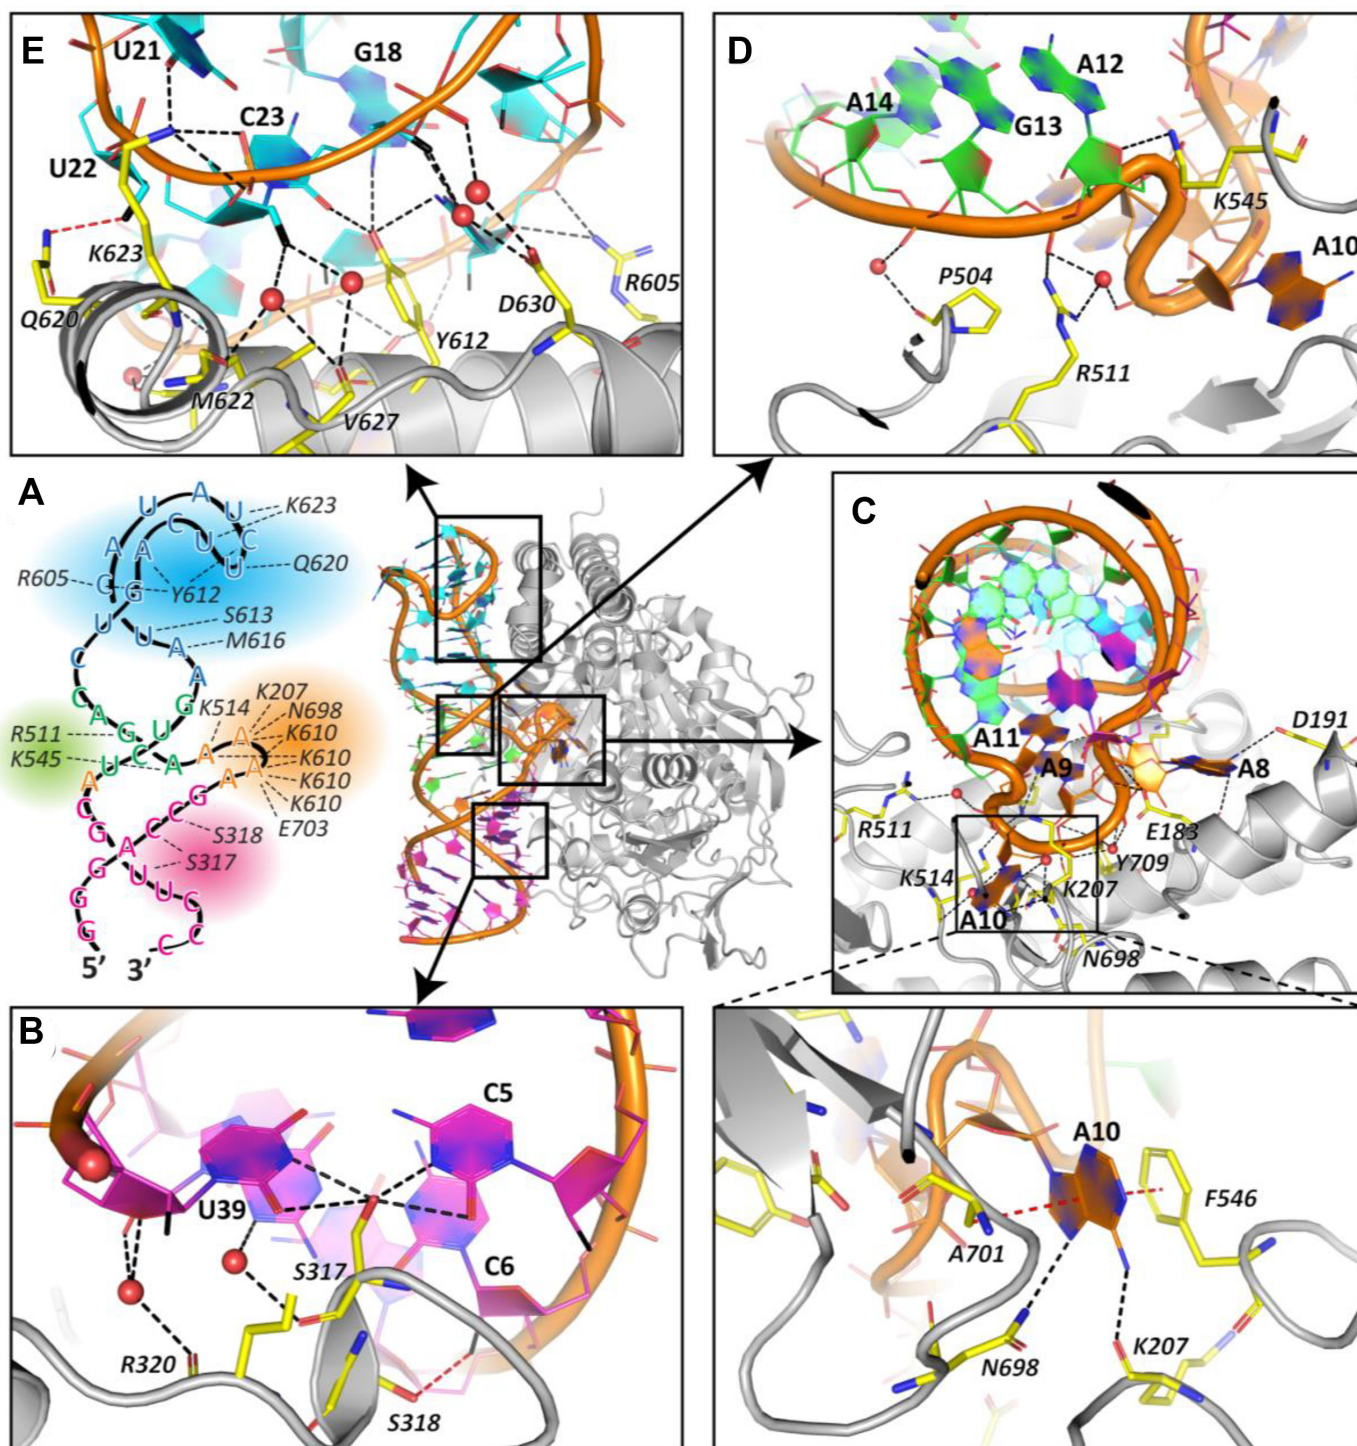 E
U21
G18
C23
U22
K623
Q620
R605
D630
Y612
M622
V627
D
A12
A14
G13
K545
A10
P504
R511
A
U A U
K623
A A C U C
U
Q620
R605
C G
Y612
S613
U U A
M616
C A
C G
K514
K207
N698
K610
K610
K610
K610
E703
R511
A G U
K545
A U C A A A
A A
G C G
G C
S318
G A
S317
G U U
G U C
G C
5’ 3’
C
C
A11
D191
A9
A8
R511
E183
Y709
K514
K207
A10
N698
B
C5
U39
C6
S317
R320
S318
A10
F546
A701
N698
K207